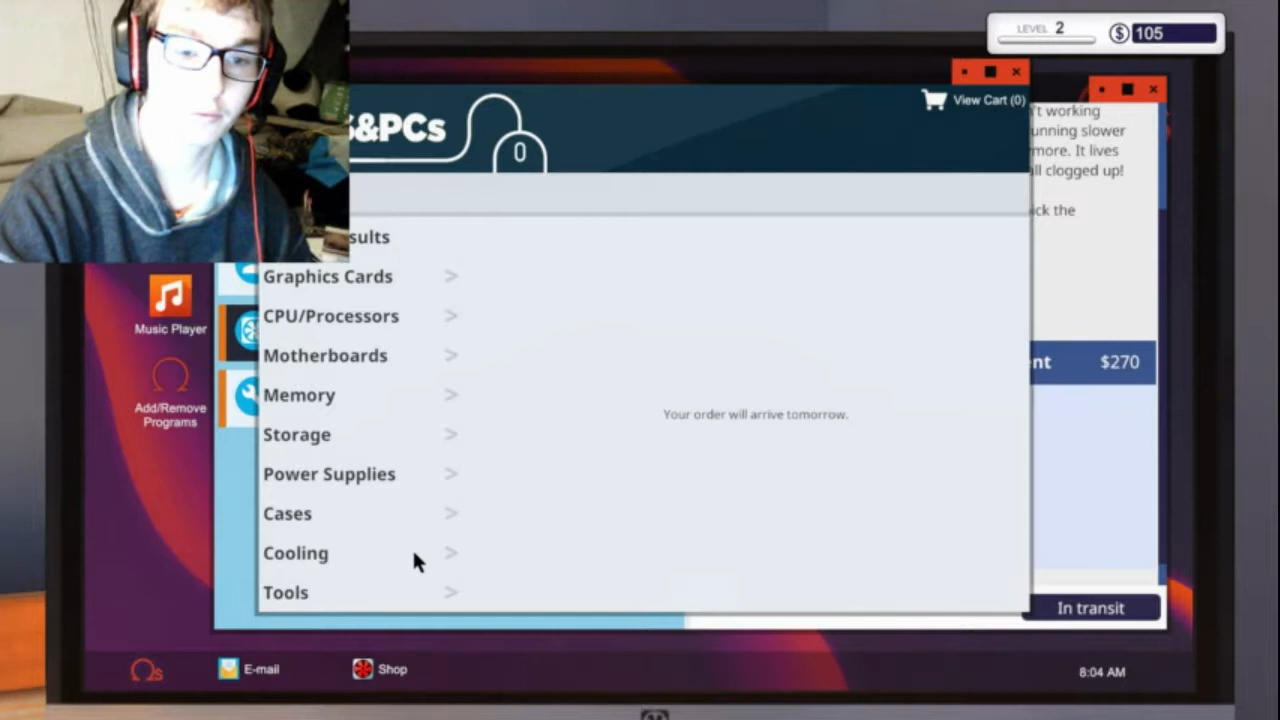 LEVEL 2
$ 105
View Cart (0)
&PCs
't working
unning slower
more. It lives
ll clogged up!
ick the
sults
Graphics Cards >
CPU/Processors >
Motherboards >
Memory >
Storage >
Power Supplies >
Cases >
Cooling >
Tools >
Your order will arrive tomorrow.
nt $270
In transit
Music Player
Add/Remove
Programs
E-mail
Shop
8:04 AM